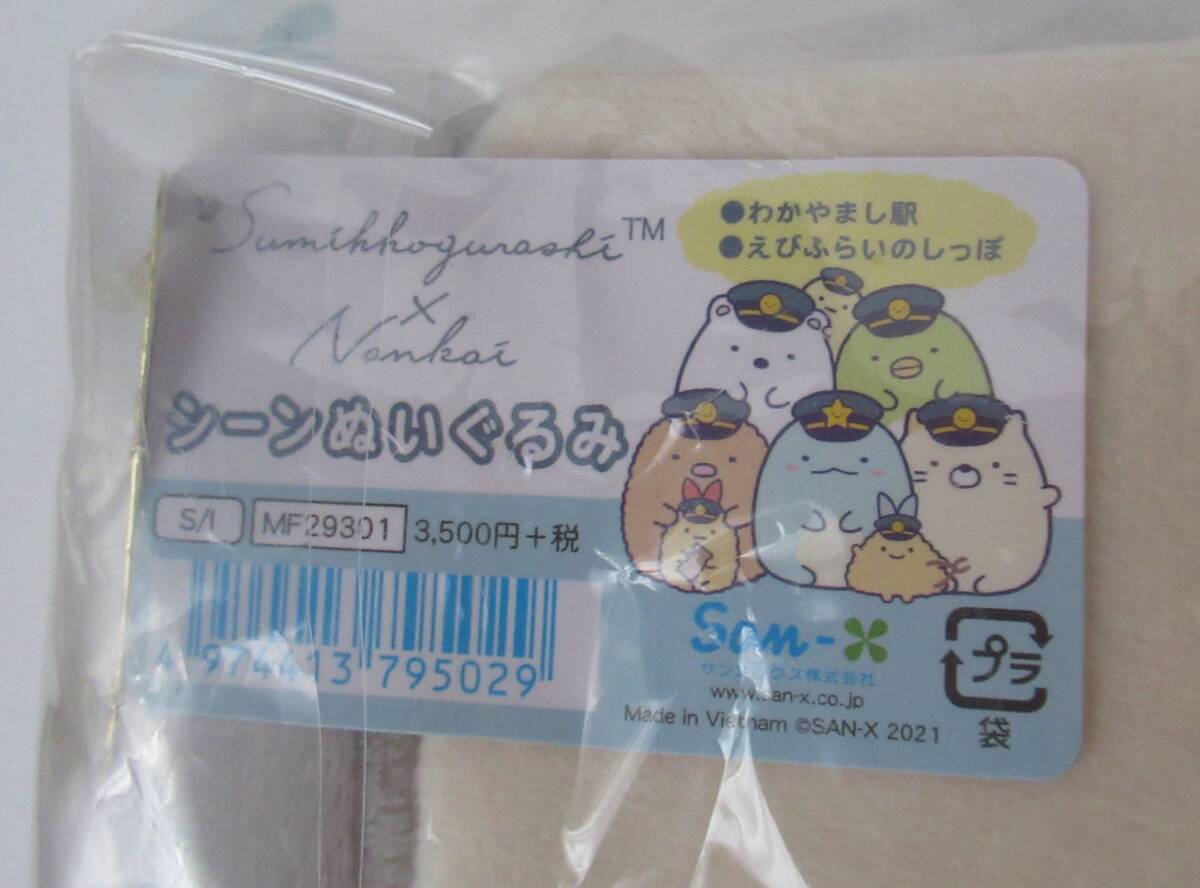 Sumikkogurashi™
×
Nankai
シーンぬいぐるみ
●わかやまし駅
●えびふらいのしっぽ
S/I MF29301 3,500円+税
4 974413 795029
San-X
サンエックス株式会社
www.san-x.co.jp
Made in Vietnam ©SAN-X 2021
プラ
袋